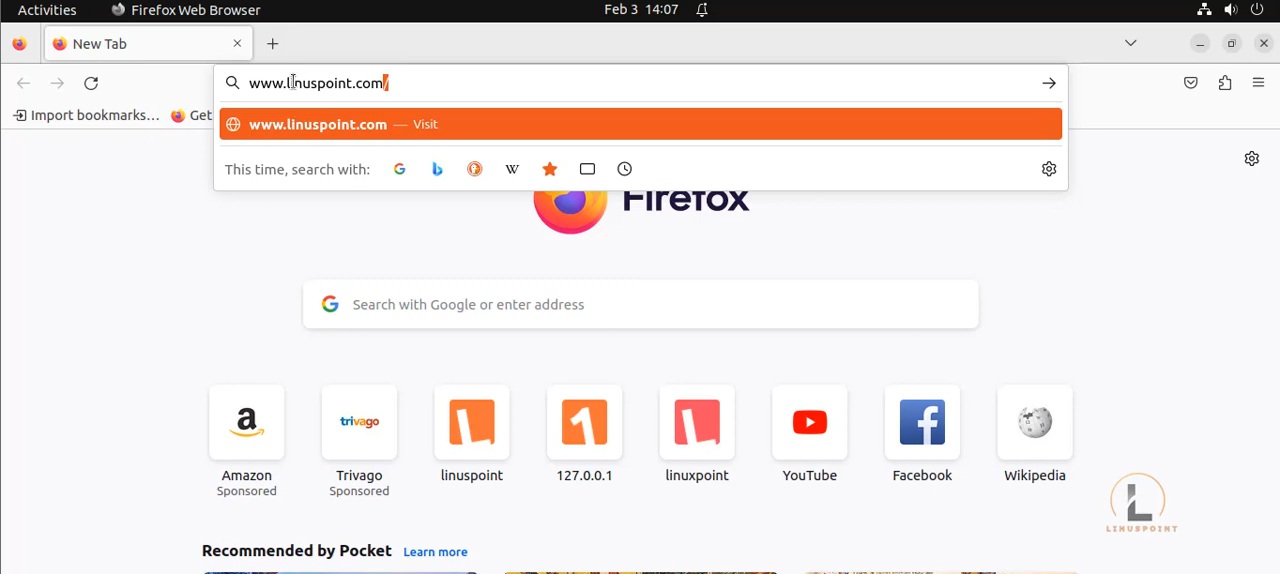 Activities Firefox Web Browser Feb 3 14:07
New Tab
www.linuspoint.com/
Import bookmarks... Get
www.linuspoint.com — Visit
This time, search with: G b W
Firefox
G Search with Google or enter address
a trivago L 1 L f
Amazon Trivago linuspoint 127.0.0.1 linuxpoint YouTube Facebook Wikipedia
Sponsored Sponsored
L
LINUSPOINT
Recommended by Pocket Learn more